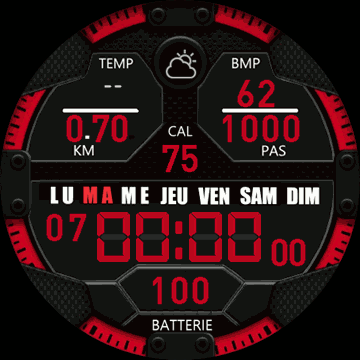 TEMP BMP
-- 62
0.70 1000
KM CAL PAS
75
LU MA ME JEU VEN SAM DIM
07 00:00 00
100
BATTERIE